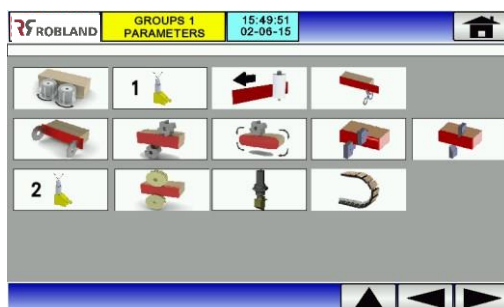 ROBLAND
GROUPS 1
PARAMETERS
15:49:51
02-06-15
1
2